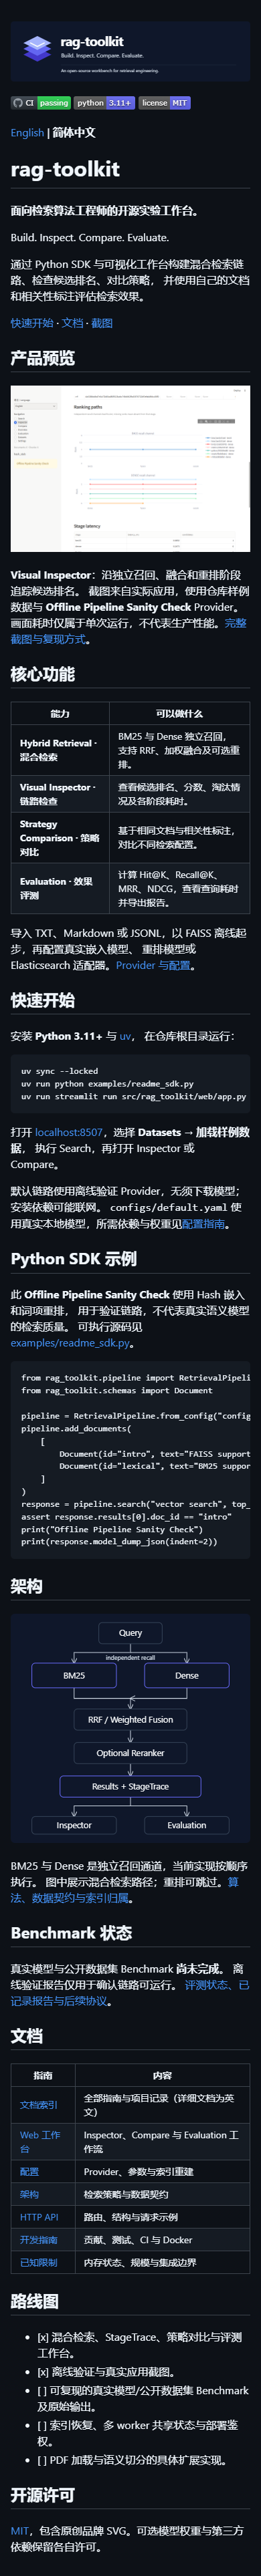 rag-toolkit
Build. Inspect. Compare. Evaluate.
An open-source workbench for retrieval engineering.
CI passing python 3.11+ license MIT
English | 简体中文
rag-toolkit
面向检索算法工程师的开源实验工作台。
Build. Inspect. Compare. Evaluate.
通过 Python SDK 与可视化工作台构建混合检索链
路、检查候选排名、对比策略， 并使用自己的文档
和相关性标注评估检索效果。
快速开始 · 文档 · 截图
产品预览
Ranking paths
Stage latency
Visual Inspector：沿独立召回、融合和重排阶段
追踪候选排名。 截图来自实际应用，使用仓库样例
数据与 Offline Pipeline Sanity Check Provider。
画面耗时仅属于单次运行，不代表生产性能。完整
截图与复现方式。
核心功能
能力 可以做什么
Hybrid Retrieval ·
混合检索
BM25 与 Dense 独立召回，
支持 RRF、加权融合及可选重
排。
Visual Inspector ·
链路检查
查看候选排名、分数、淘汰情
况及各阶段耗时。
Strategy
Comparison · 策略
对比
基于相同文档与相关性标注，
对比不同检索配置。
Evaluation · 效果
评测
计算 Hit@K、Recall@K、
MRR、NDCG，查看查询耗时
并导出报告。
导入 TXT、Markdown 或 JSONL，以 FAISS 离线起
步，再配置真实嵌入模型、 重排模型或
Elasticsearch 适配器。Provider 与配置。
快速开始
安装 Python 3.11+ 与 uv， 在仓库根目录运行：
uv sync --locked
uv run python examples/readme_sdk.py
uv run streamlit run src/rag_toolkit/web/app.py
打开 localhost:8507，选择 Datasets → 加载样例数
据， 执行 Search，再打开 Inspector 或
Compare。
默认链路使用离线验证 Provider，无须下载模型；
安装依赖可能联网。 configs/default.yaml 使
用真实本地模型，所需依赖与权重见配置指南。
Python SDK 示例
此 Offline Pipeline Sanity Check 使用 Hash 嵌入
和词项重排， 用于验证链路，不代表真实语义模型
的检索质量。 可执行源码见
examples/readme_sdk.py。
from rag_toolkit.pipeline import RetrievalPipeli
from rag_toolkit.schemas import Document
pipeline = RetrievalPipeline.from_config("config
pipeline.add_documents(
[
Document(id="intro", text="FAISS support
Document(id="lexical", text="BM25 suppor
]
)
response = pipeline.search("vector search", top_
assert response.results[0].doc_id == "intro"
print("Offline Pipeline Sanity Check")
print(response.model_dump_json(indent=2))
架构
Query
independent recall
BM25 Dense
RRF / Weighted Fusion
Optional Reranker
Results + StageTrace
Inspector Evaluation
BM25 与 Dense 是独立召回通道，当前实现按顺序
执行。 图中展示混合检索路径；重排可跳过。算
法、数据契约与索引归属。
Benchmark 状态
真实模型与公开数据集 Benchmark 尚未完成。 离
线验证报告仅用于确认链路可运行。 评测状态、已
记录报告与后续协议。
文档
指南 内容
文档索引 全部指南与项目记录（详细文档为英
文）
Web 工作
台
Inspector、Compare 与 Evaluation 工
作流
配置 Provider、参数与索引重建
架构 检索策略与数据契约
HTTP API 路由、结构与请求示例
开发指南 贡献、测试、CI 与 Docker
已知限制 内存状态、规模与集成边界
路线图
[x] 混合检索、StageTrace、策略对比与评测
工作台。
[x] 离线验证与真实应用截图。
[ ] 可复现的真实模型/公开数据集 Benchmark
及原始输出。
[ ] 索引恢复、多 worker 共享状态与部署鉴
权。
[ ] PDF 加载与语义切分的具体扩展实现。
开源许可
MIT，包含原创品牌 SVG。可选模型权重与第三方
依赖保留各自许可。